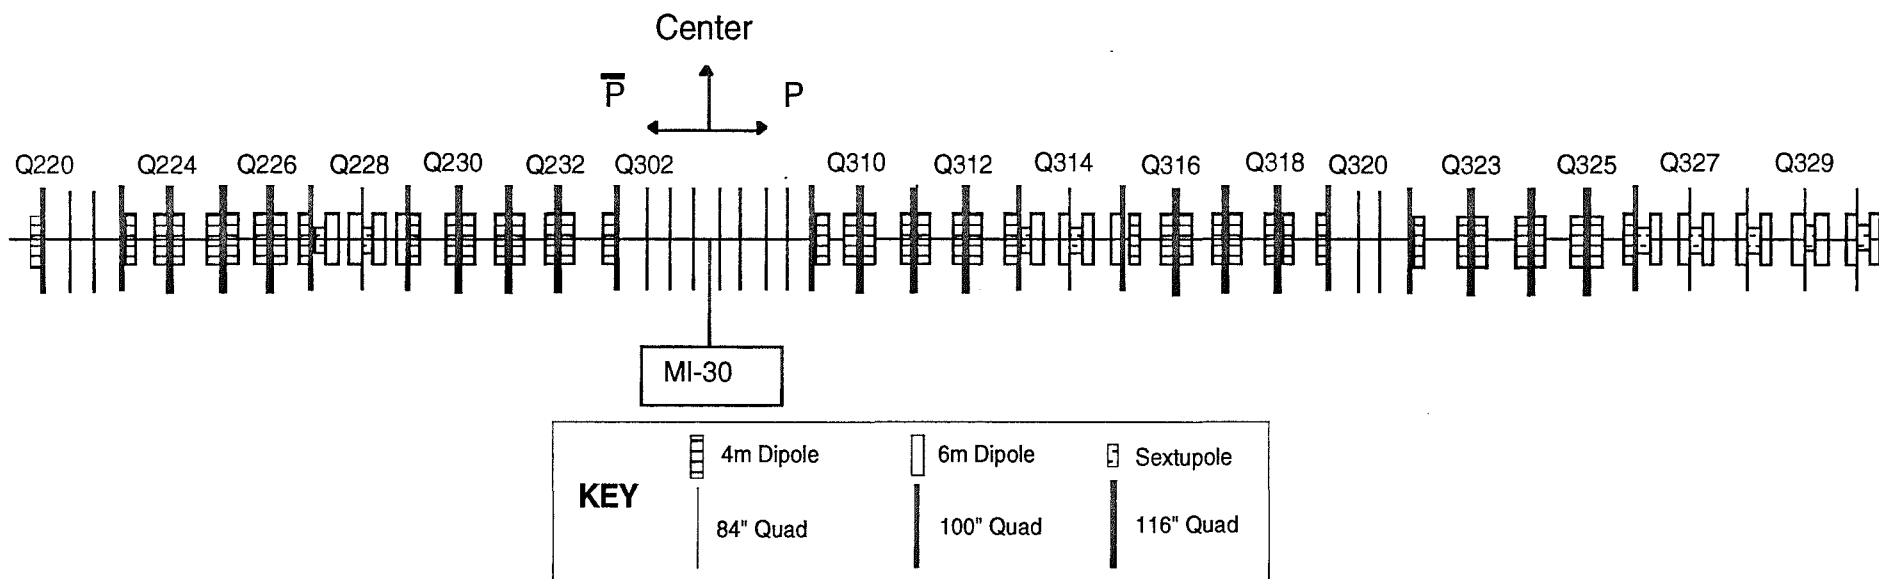 Center
P̅
P
Q220
Q224
Q226
Q228
Q230
Q232
Q302
Q310
Q312
Q314
Q316
Q318
Q320
Q323
Q325
Q327
Q329
MI-30
KEY
4m Dipole
6m Dipole
Sextupole
84" Quad
100" Quad
116" Quad